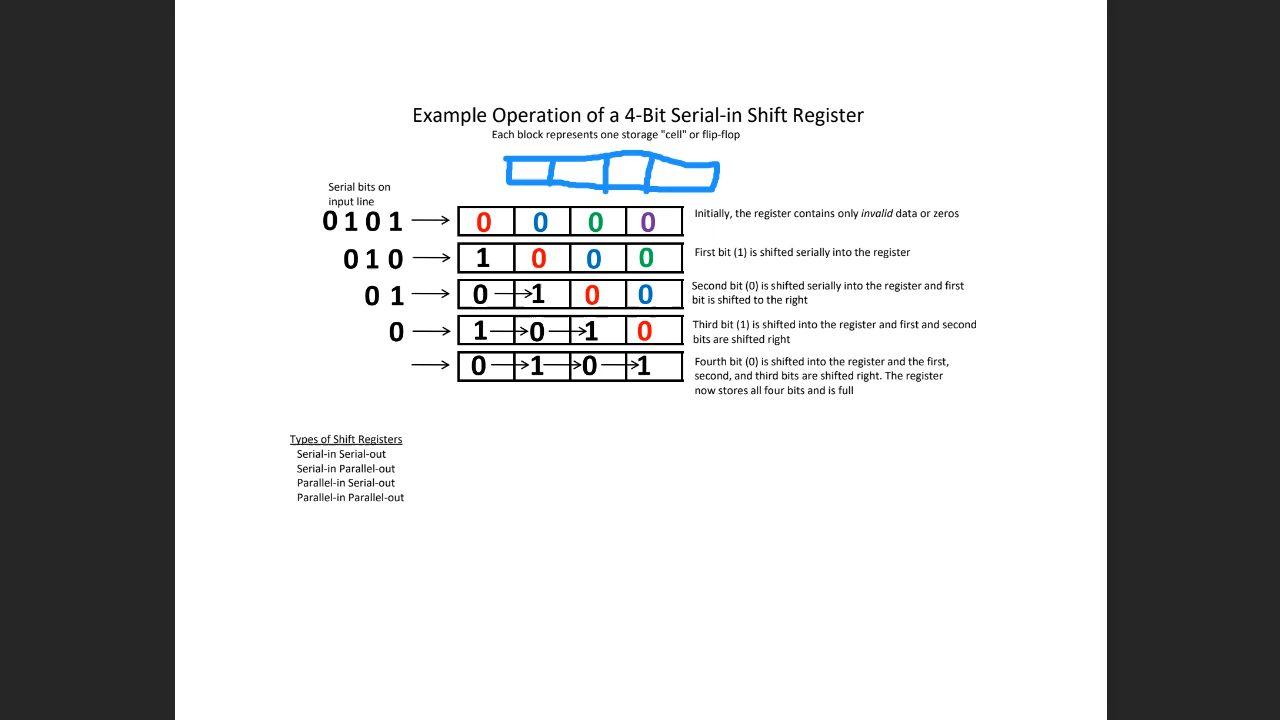 Example Operation of a 4-Bit Serial-in Shift Register
Each block represents one storage "cell" or flip-flop
Serial bits on
input line
0 1 0 1 0 0 0 0 Initially, the register contains only invalid data or zeros
0 1 0 1 0 0 0 First bit (1) is shifted serially into the register
0 1 0 1 0 0 Second bit (0) is shifted serially into the register and first
bit is shifted to the right
0 1 0 1 0 Third bit (1) is shifted into the register and first and second
bits are shifted right
0 1 0 1 Fourth bit (0) is shifted into the register and the first,
second, and third bits are shifted right. The register
now stores all four bits and is full
Types of Shift Registers
Serial-in Serial-out
Serial-in Parallel-out
Parallel-in Serial-out
Parallel-in Parallel-out